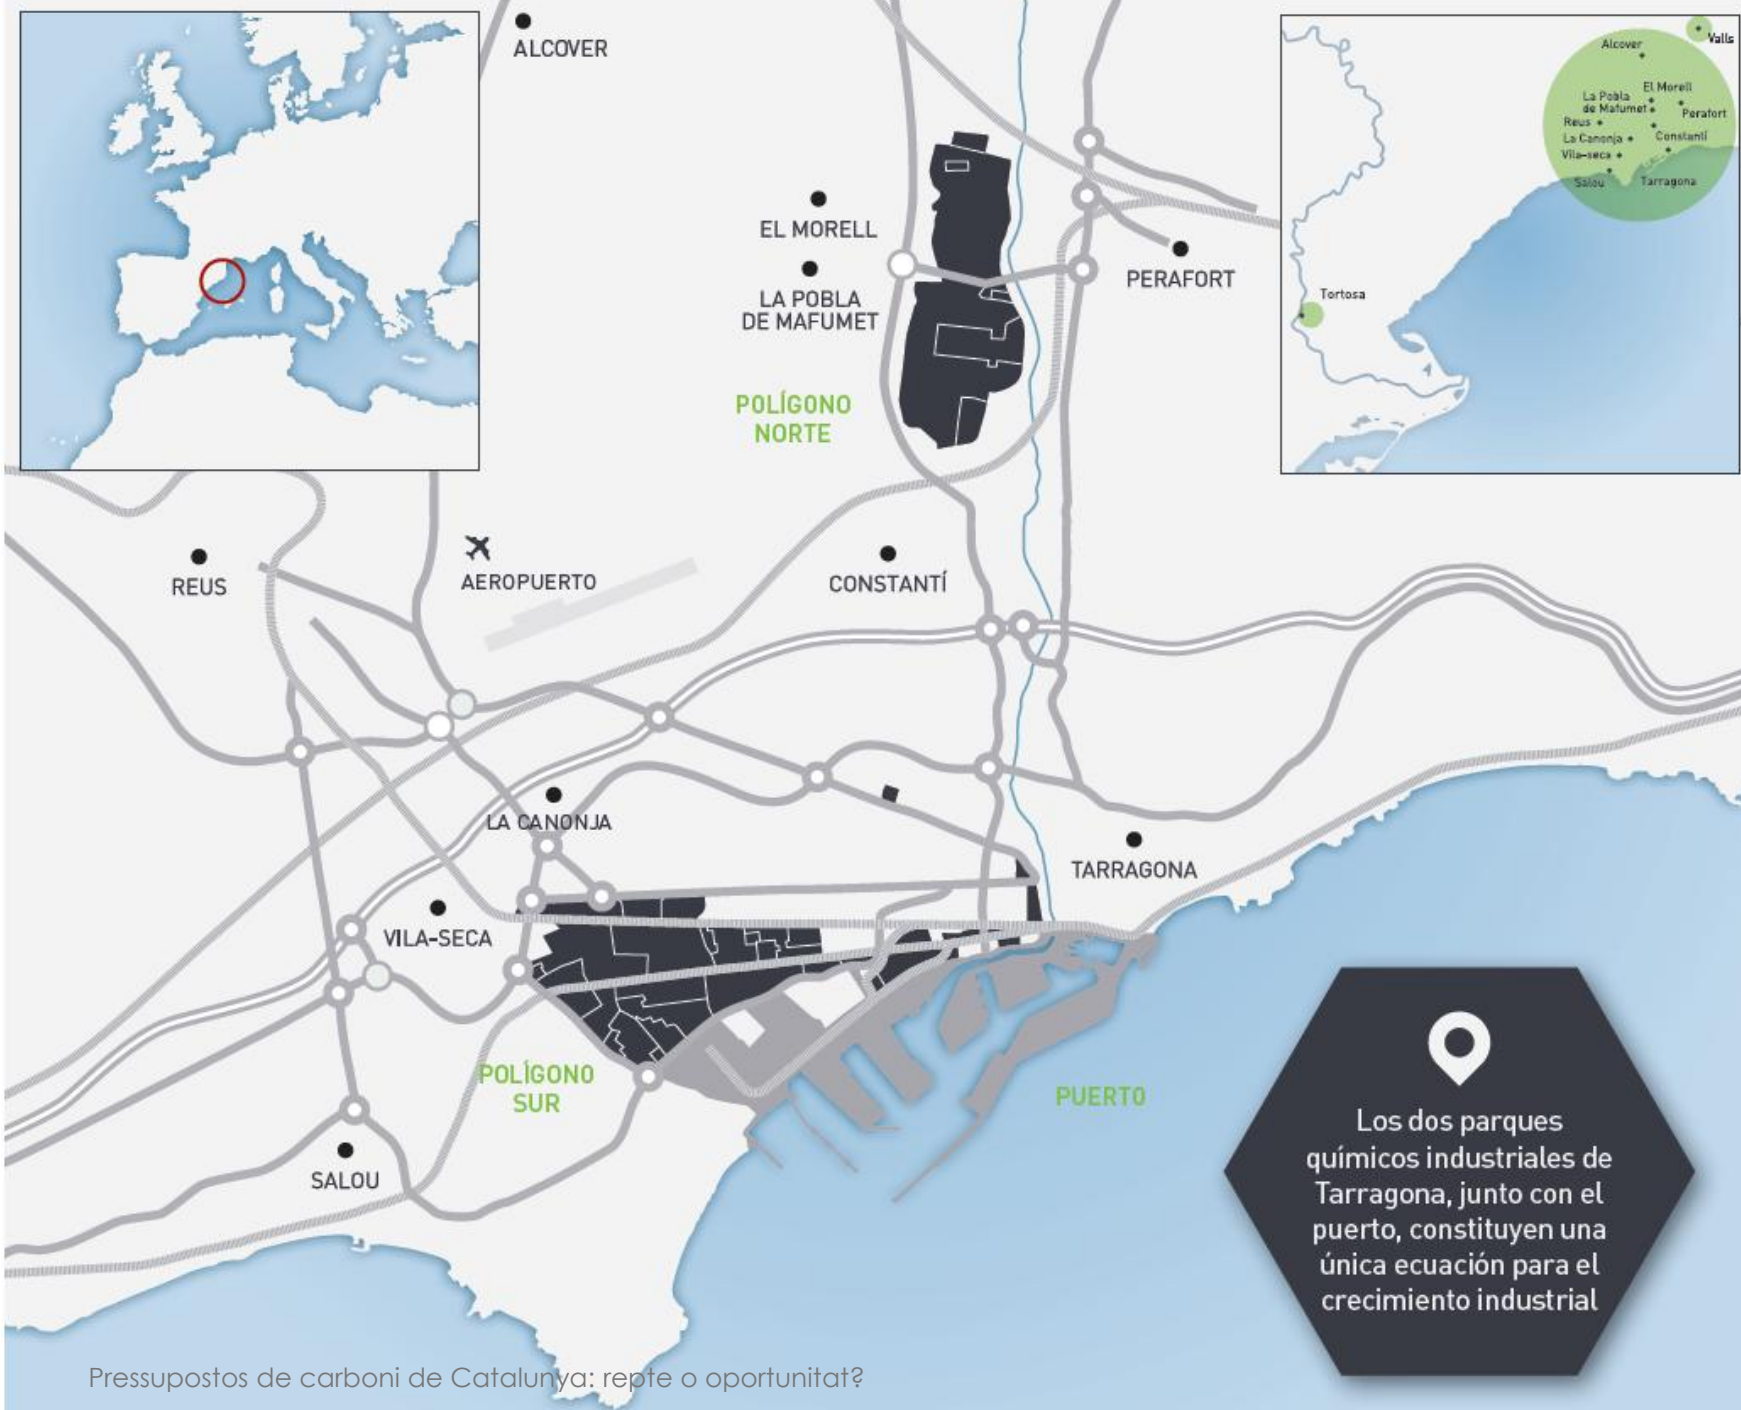 ALCOVER
EL MORELL
LA POBLA
DE MAFUMET
PERAFORT
POLÍGONO
NORTE
Alcover
Valls
El Morell
La Pobla
de Mafumet
Perafort
Reus
Constantí
La Canonja
Vila-seca
Salou
Tarragona
Tortosa
REUS
AEROPUERTO
CONSTANTÍ
LA CANONJA
TARRAGONA
VILA-SECA
POLÍGONO
SUR
PUERTO
SALOU
Los dos parques
químicos industriales de
Tarragona, junto con el
puerto, constituyen una
única ecuación para el
crecimiento industrial
Pressupostos de carboni de Catalunya: repte o oportunitat?